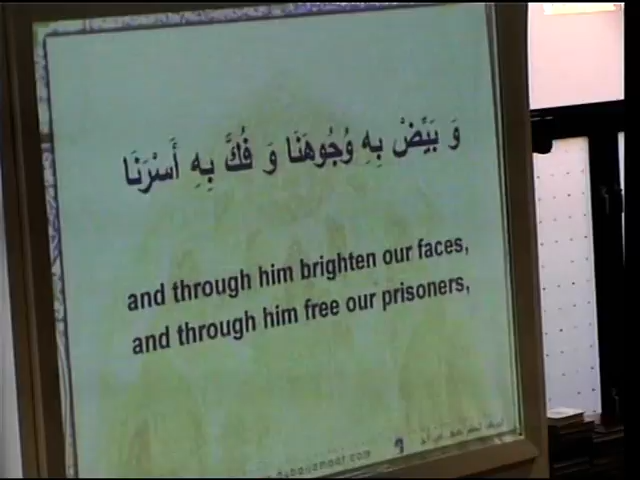 وَ بَيِّضْ بِهِ وُجُوهَنَا وَ فُكَّ بِهِ أَسْرَنَا
and through him brighten our faces,
and through him free our prisoners,